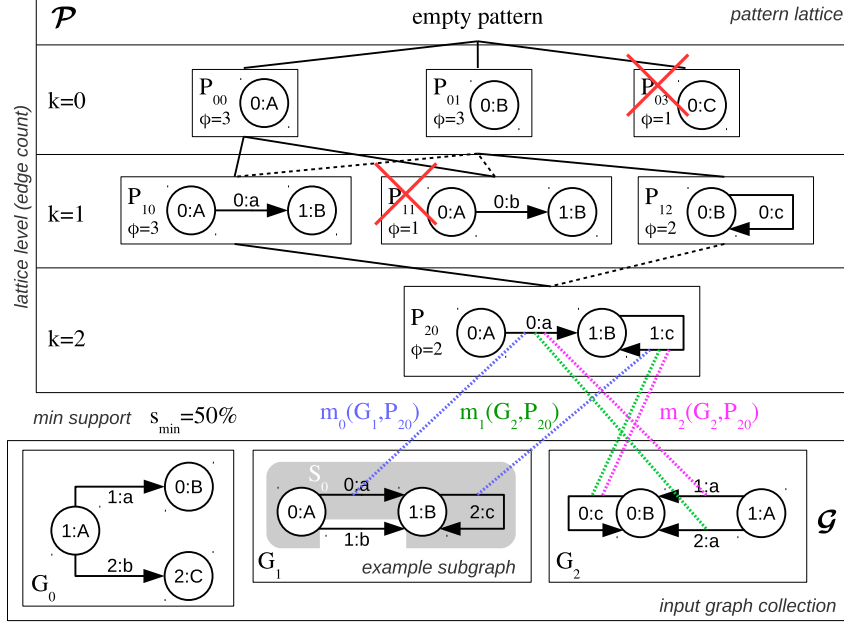 𝓟
empty pattern
pattern lattice
lattice level (edge count)
k=0
P00
φ=3
0:A
P01
φ=3
0:B
P03
φ=1
0:C
k=1
P10
φ=3
0:A
0:a
1:B
P11
φ=1
0:A
0:b
1:B
P12
φ=2
0:B
0:c
k=2
P20
φ=2
0:A
0:a
1:B
1:c
min support smin=50%
m0(G1,P20)
m1(G2,P20)
m2(G2,P20)
1:A
1:a
0:B
2:b
2:C
G0
S0
0:A
0:a
1:B
2:c
1:b
G1
example subgraph
0:c
0:B
1:a
1:A
2:a
G2
𝓖
input graph collection